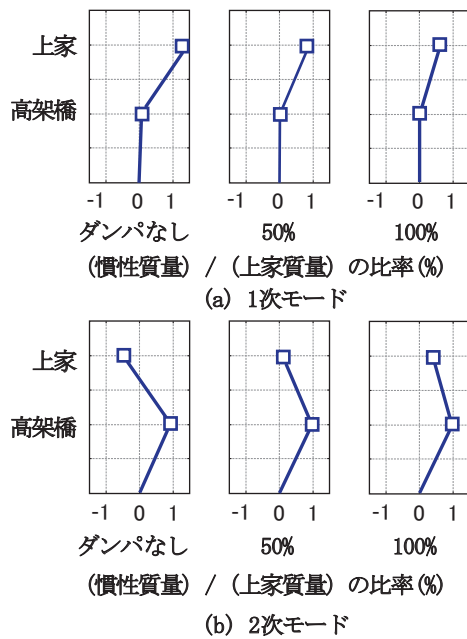 上家
高架橋
-1 0 1 -1 0 1 -1 0 1
ダンパなし 50% 100%
(慣性質量) / (上家質量) の比率(%)
(a) 1次モード
上家
高架橋
-1 0 1 -1 0 1 -1 0 1
ダンパなし 50% 100%
(慣性質量) / (上家質量) の比率(%)
(b) 2次モード